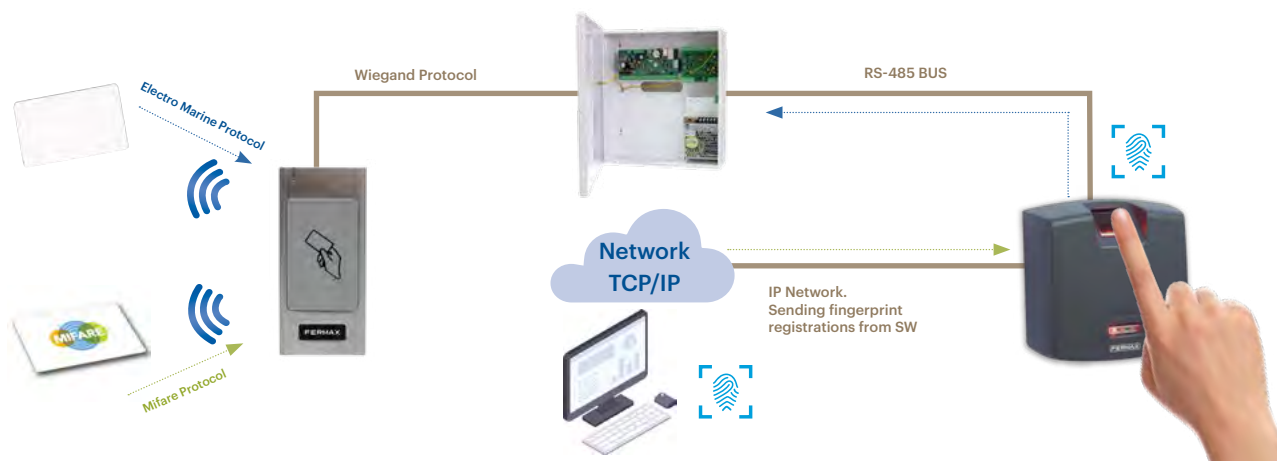 Wiegand Protocol
RS-485 BUS
Electro Marine Protocol
MIFARE
Mifare Protocol
FERMAX
Network
TCP/IP
IP Network.
Sending fingerprint
registrations from SW
FERMAX